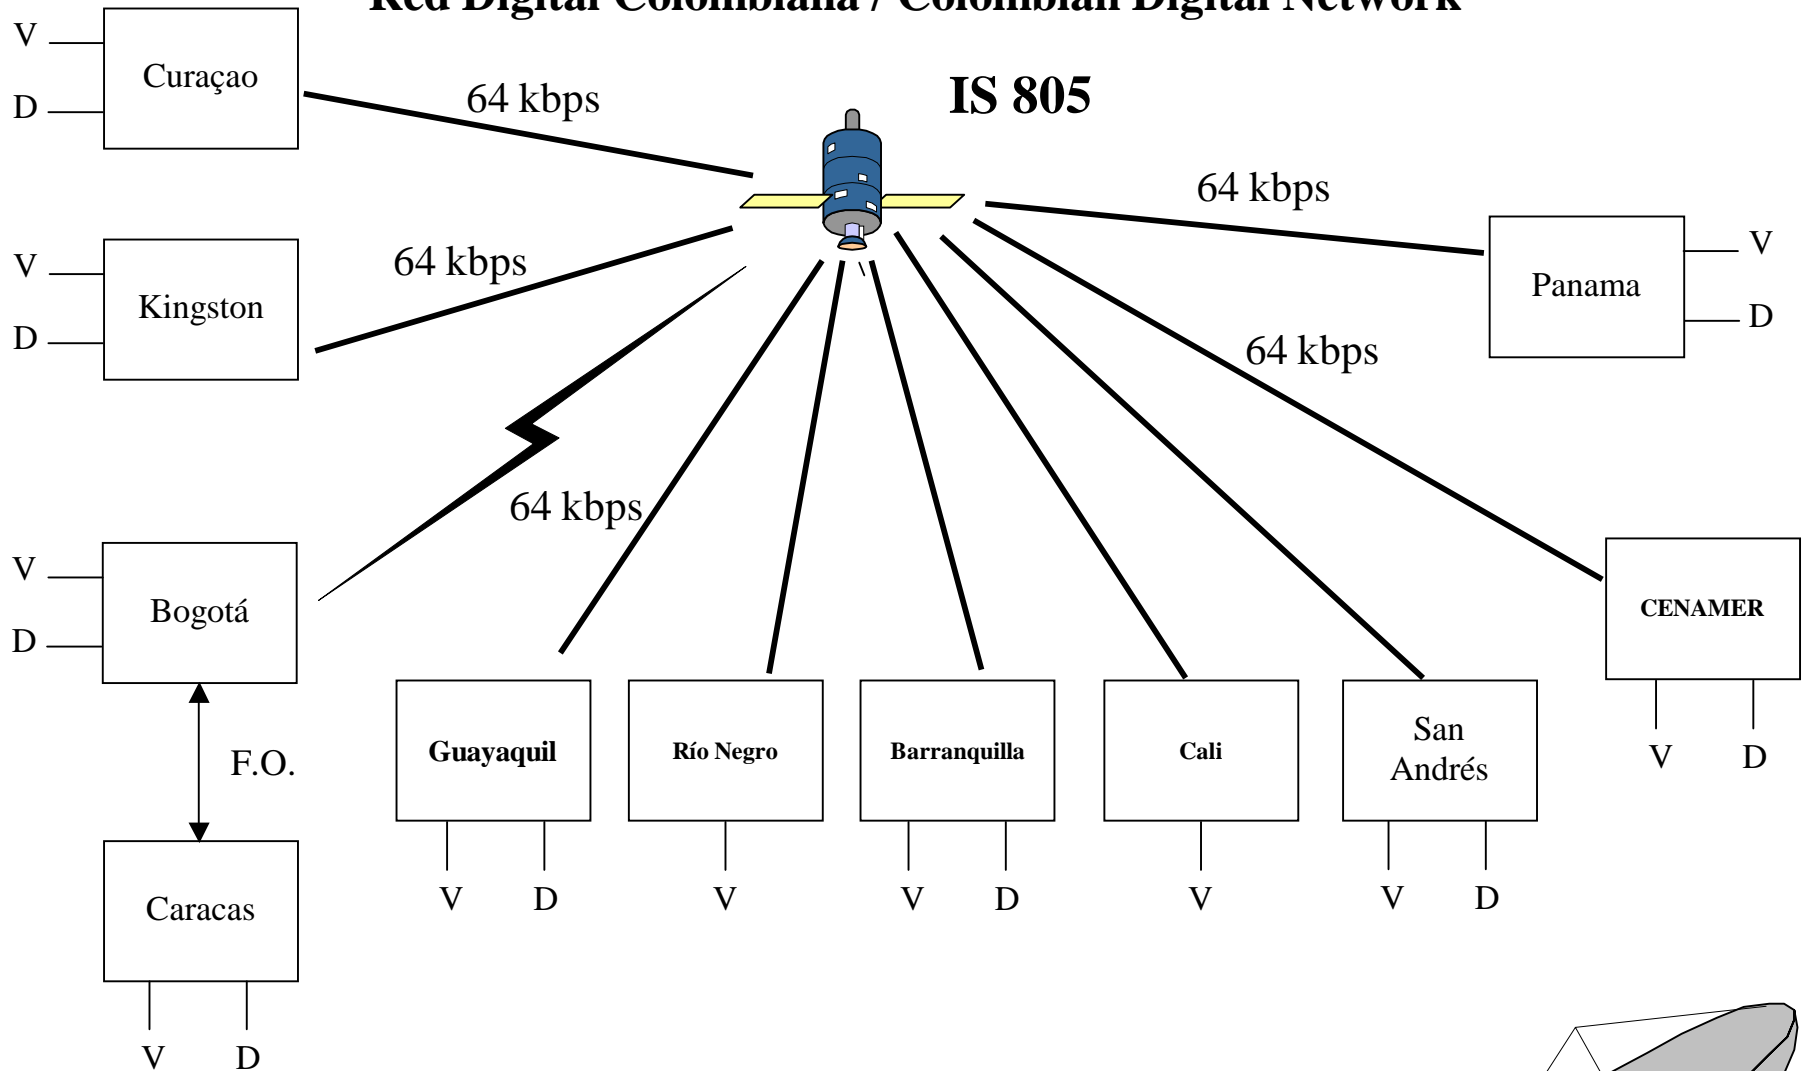 Red Digital Colombiana / Colombian Digital Network
IS 805
V
D
Curaçao
64 kbps
V
D
Kingston
64 kbps
64 kbps
Panama
V
D
64 kbps
V
D
Bogotá
64 kbps
CENAMER
V D
F.O.
Guayaquil
V D
Río Negro
V
Barranquilla
V D
Cali
V
San
Andrés
V D
Caracas
V D